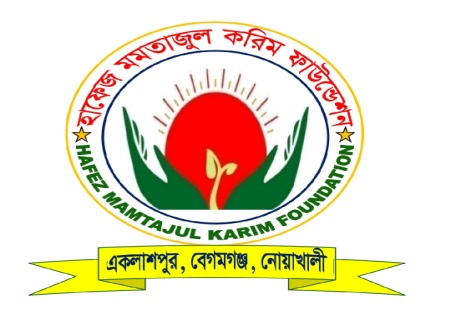 হাফেজ মমতাজুল করিম ফাউন্ডেশন
HAFEZ MAMTAJUL KARIM FOUNDATION
একলাশপুর, বেগমগঞ্জ, নোয়াখালী